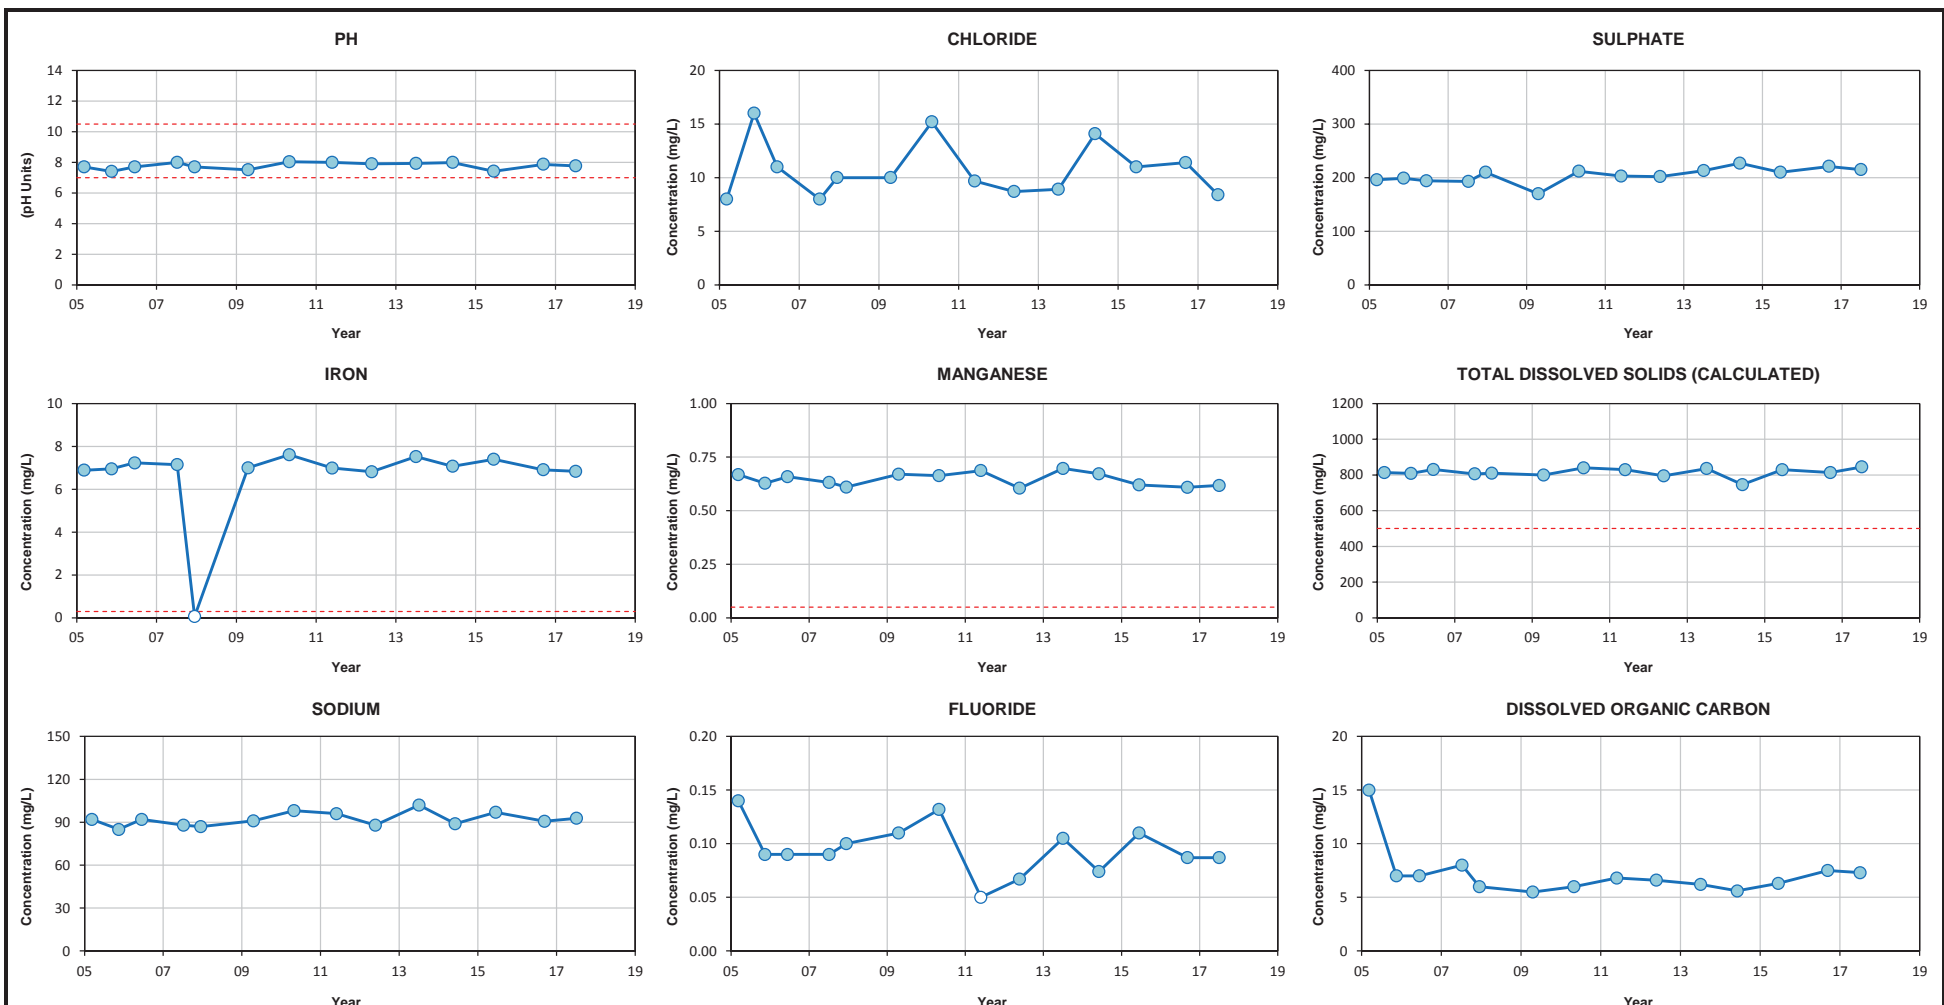 PH
14
12
10
8
6
4
2
0
(pH Units)
05 07 09 11 13 15 17 19
Year
CHLORIDE
20
15
10
5
0
Concentration (mg/L)
05 07 09 11 13 15 17 19
Year
SULPHATE
400
300
200
100
0
Concentration (mg/L)
05 07 09 11 13 15 17 19
Year
IRON
10
8
6
4
2
0
Concentration (mg/L)
05 07 09 11 13 15 17 19
Year
MANGANESE
1.00
0.75
0.50
0.25
0.00
Concentration (mg/L)
05 07 09 11 13 15 17 19
Year
TOTAL DISSOLVED SOLIDS (CALCULATED)
1200
1000
800
600
400
200
0
Concentration (mg/L)
05 07 09 11 13 15 17 19
Year
SODIUM
150
120
90
60
30
0
Concentration (mg/L)
05 07 09 11 13 15 17 19
Year
FLUORIDE
0.20
0.15
0.10
0.05
0.00
Concentration (mg/L)
05 07 09 11 13 15 17 19
Year
DISSOLVED ORGANIC CARBON
20
15
10
5
0
Concentration (mg/L)
05 07 09 11 13 15 17 19
Year